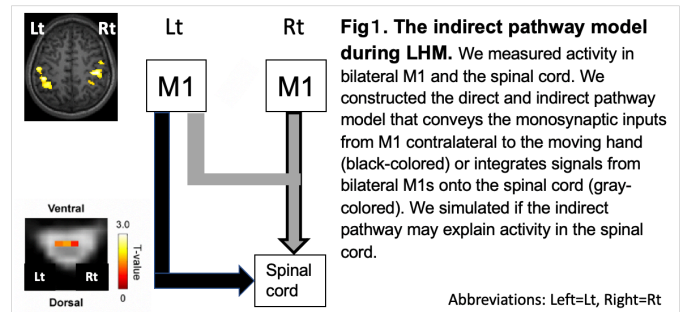 Lt
Rt
Lt
Rt
M1
M1
Ventral
3.0
T-value
Lt
Rt
0
Dorsal
Spinal
cord
Fig1. The indirect pathway model
during LHM. We measured activity in
bilateral M1 and the spinal cord. We
constructed the direct and indirect pathway
model that conveys the monosynaptic inputs
from M1 contralateral to the moving hand
(black-colored) or integrates signals from
bilateral M1s onto the spinal cord (gray-
colored). We simulated if the indirect
pathway may explain activity in the spinal
cord.
Abbreviations: Left=Lt, Right=Rt